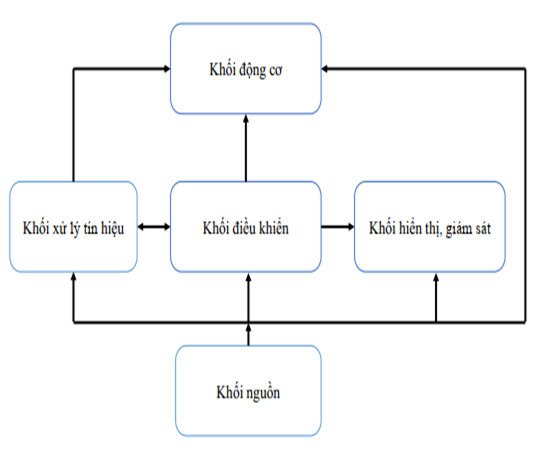 Khối động cơ
Khối xử lý tín hiệu
Khối điều khiển
Khối hiển thị, giám sát
Khối nguồn